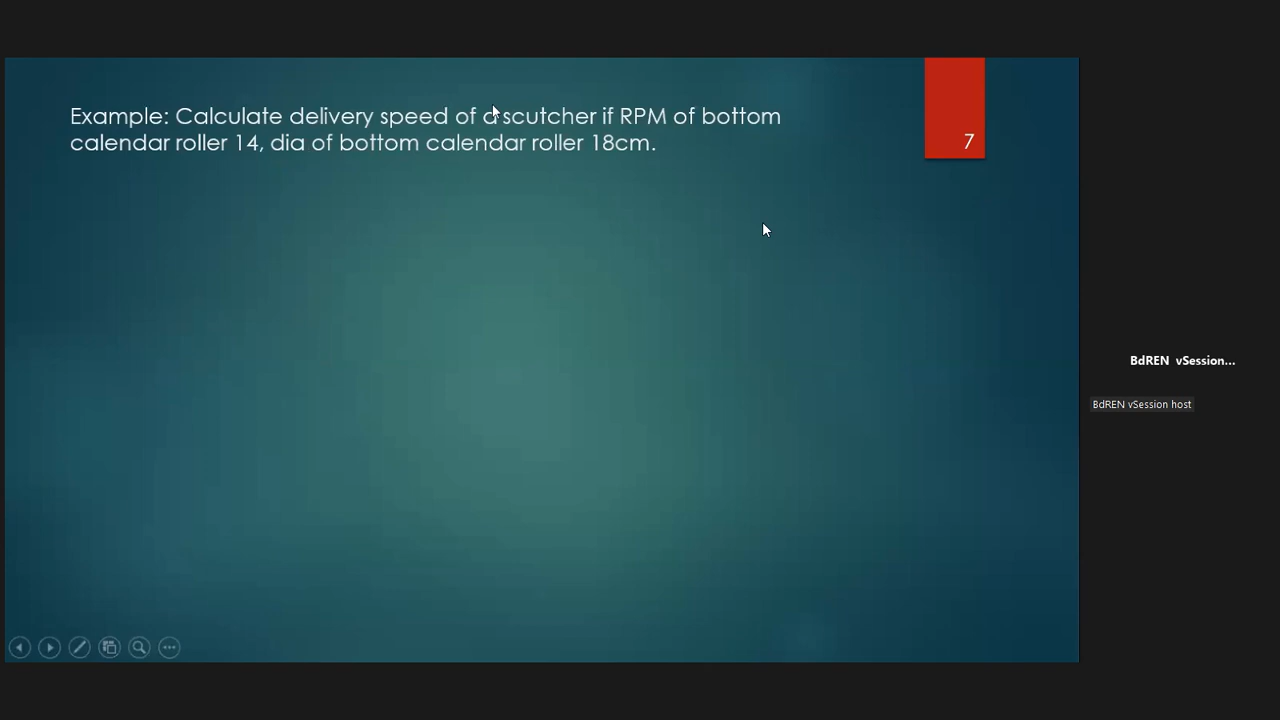 Example: Calculate delivery speed of a scutcher if RPM of bottom
calendar roller 14, dia of bottom calendar roller 18cm.
7
BdREN vSession...
BdREN vSession host